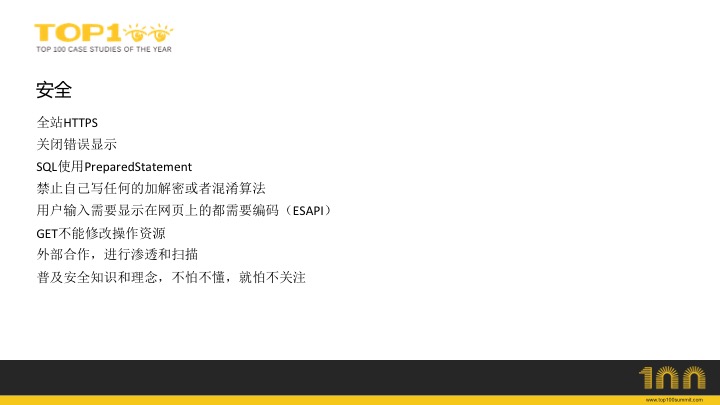 TOP100
TOP 100 CASE STUDIES OF THE YEAR
安全
全站HTTPS
关闭错误显示
SQL使用PreparedStatement
禁止自己写任何的加解密或者混淆算法
用户输入需要显示在网页上的都需要编码（ESAPI）
GET不能修改操作资源
外部合作，进行渗透和扫描
普及安全知识和理念，不怕不懂，就怕不关注
100
www.top100summit.com